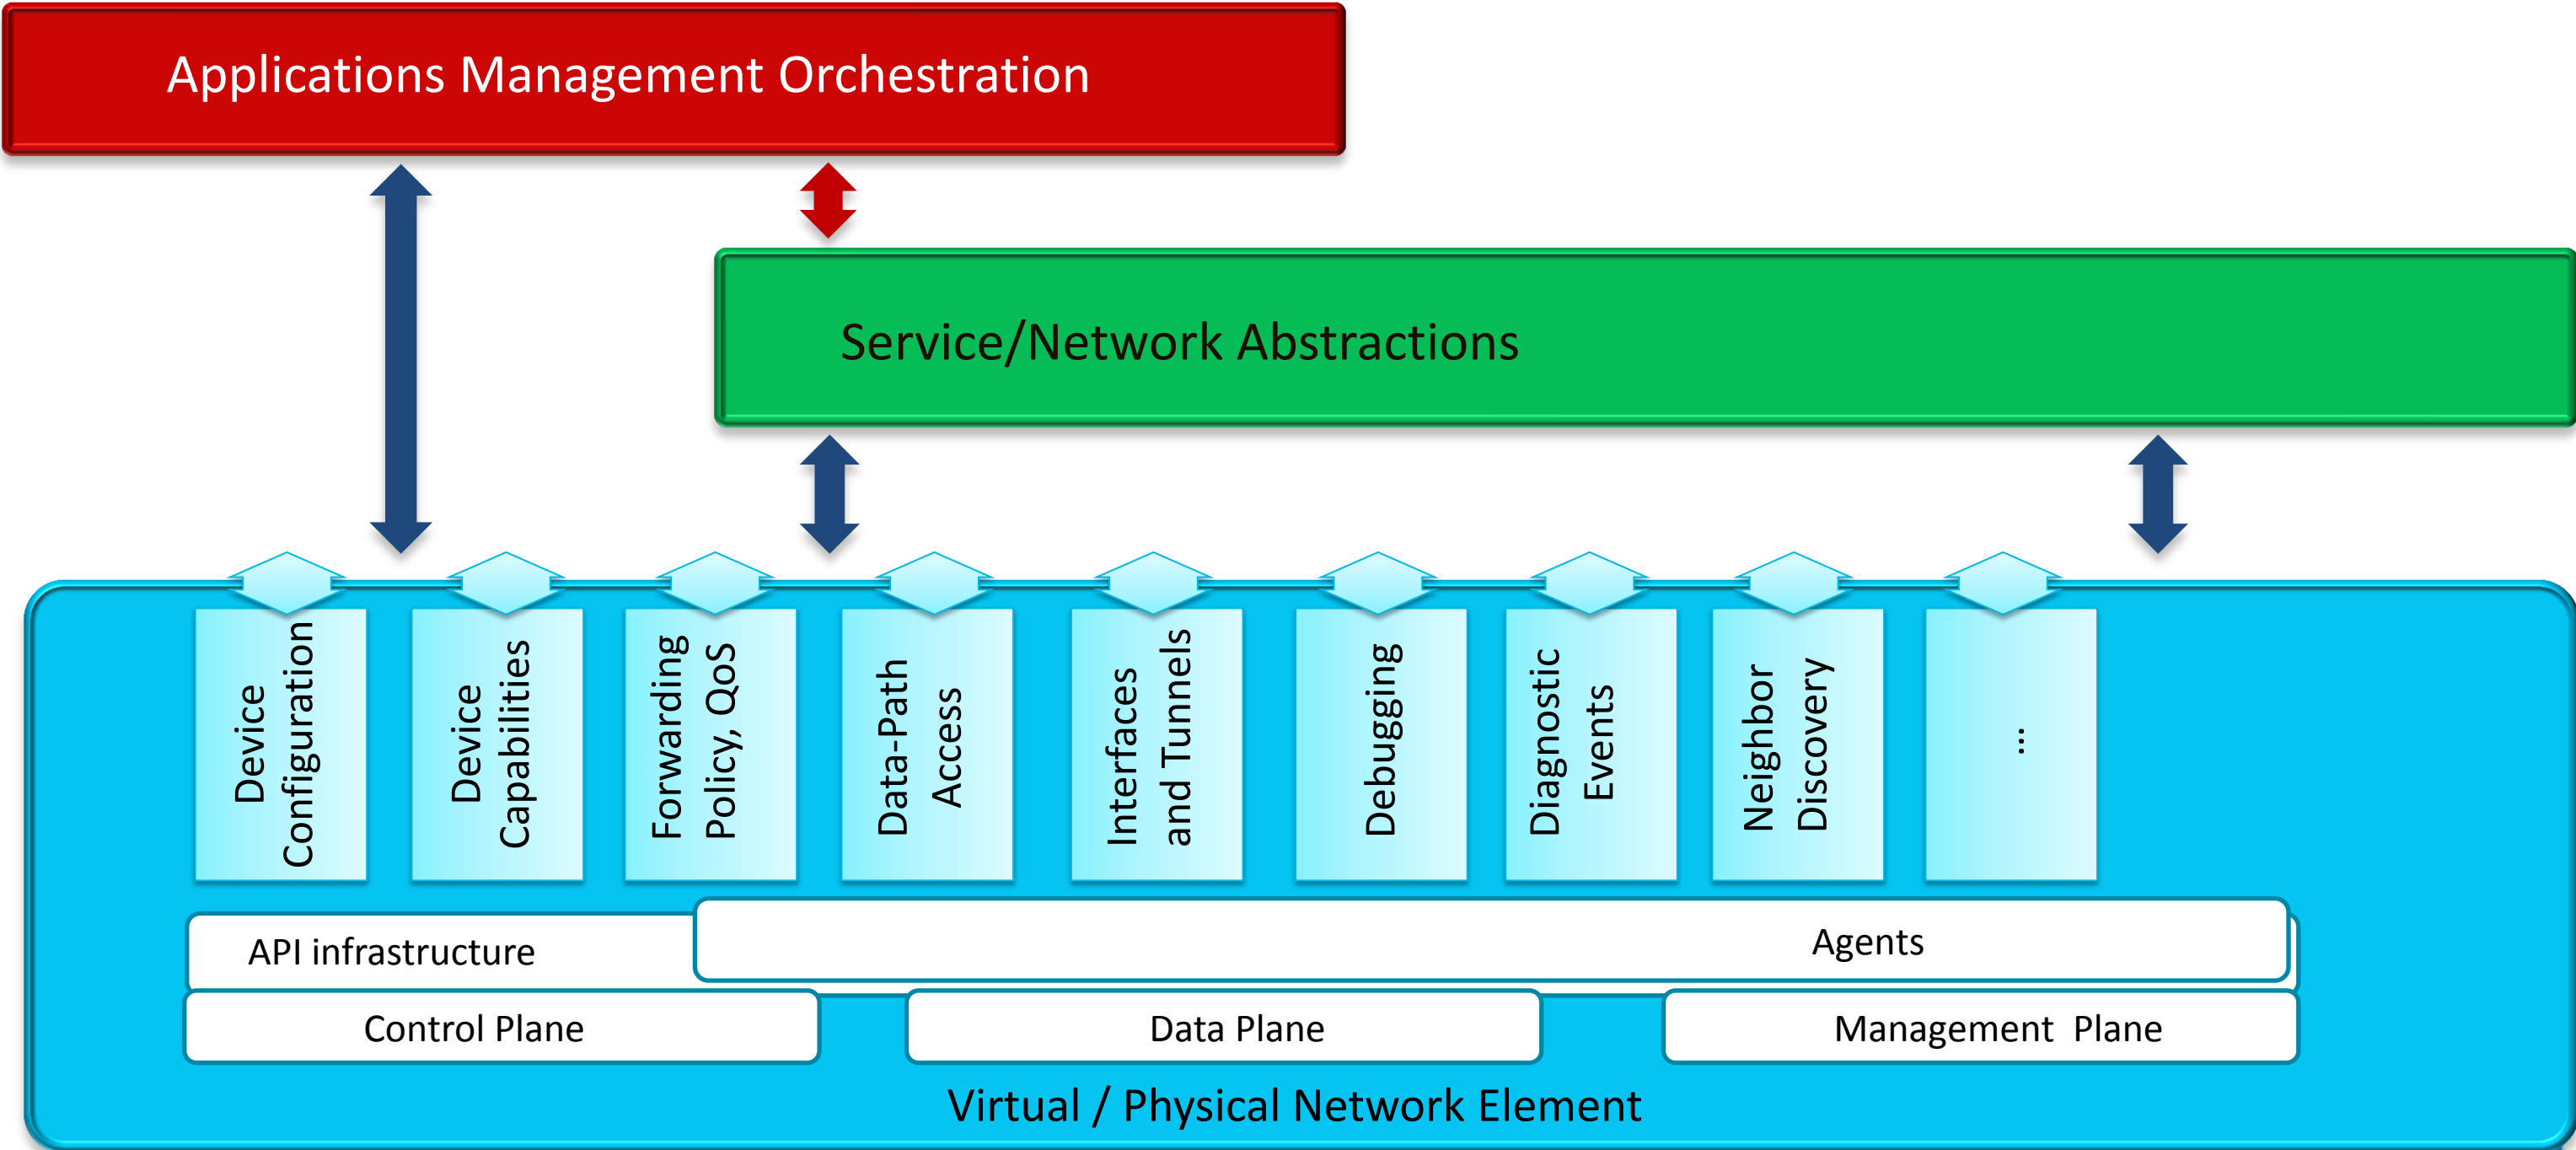 Applications Management Orchestration
Service/Network Abstractions
Device
Configuration
Device
Capabilities
Forwarding
Policy, QoS
Data-Path
Access
Interfaces
and Tunnels
Debugging
Diagnostic
Events
Neighbor
Discovery
...
API infrastructure
Agents
Control Plane
Data Plane
Management  Plane
Virtual / Physical Network Element